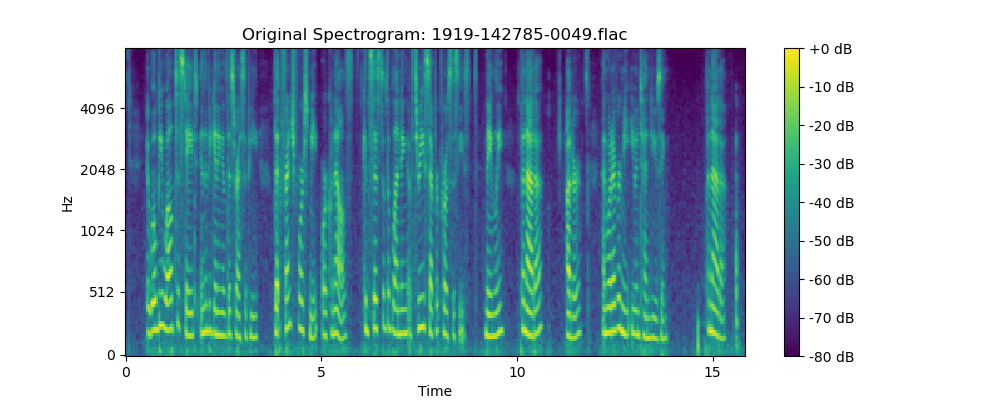 Original Spectrogram: 1919-142785-0049.flac
Hz
4096
2048
1024
512
0
0
5
10
15
Time
+0 dB
-10 dB
-20 dB
-30 dB
-40 dB
-50 dB
-60 dB
-70 dB
-80 dB